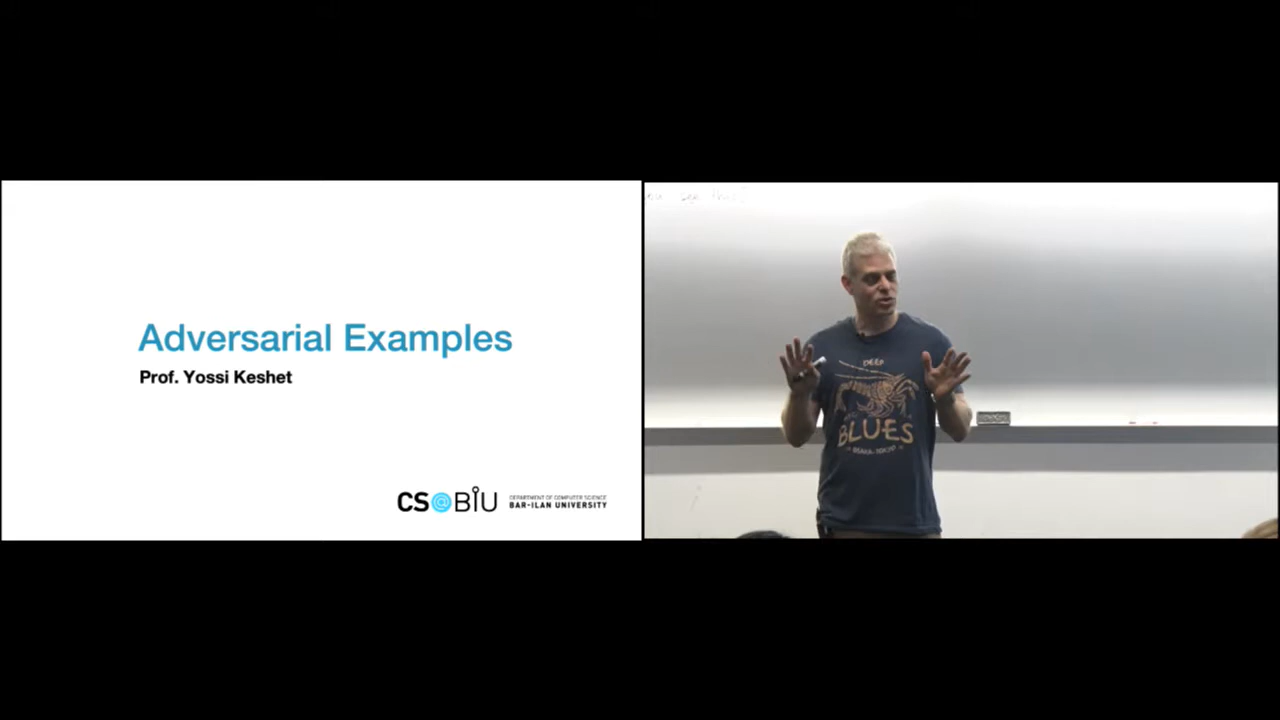 Adversarial Examples
Prof. Yossi Keshet
CS@BIU
DEPARTMENT OF COMPUTER SCIENCE
BAR-ILAN UNIVERSITY
DEEP
BLUES